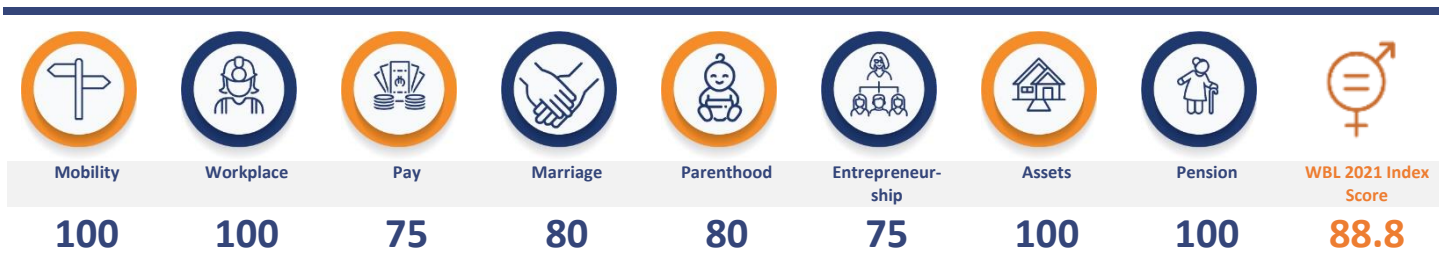 Mobility Workplace Pay Marriage Parenthood Entrepreneur-
ship Assets Pension WBL 2021 Index
Score
100 100 75 80 80 75 100 100 88.8